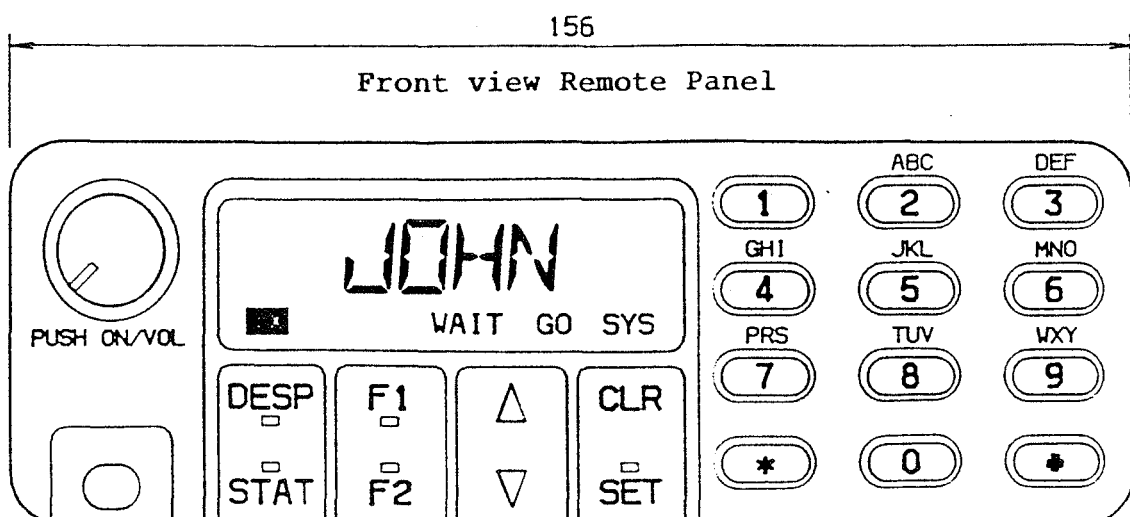 156
Front view Remote Panel
JOHN
WAIT GO SYS
PUSH ON/VOL
DESP F1 CLR
STAT F2 SET
ABC DEF
1 2 3
GHI JKL MNO
4 5 6
PRS TUV WXY
7 8 9
* 0 #